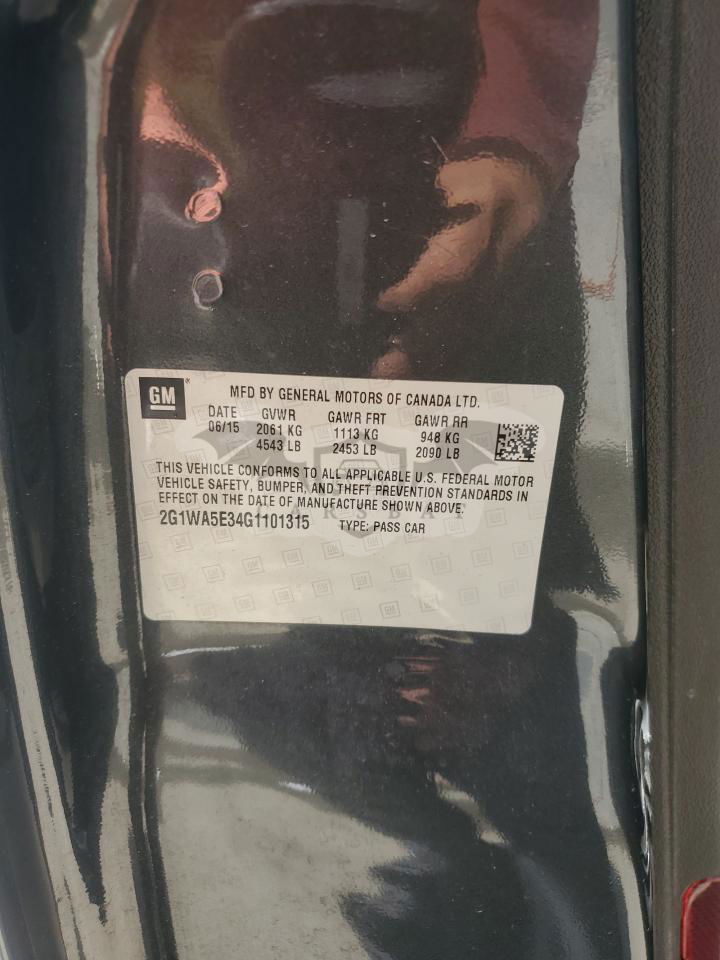 GM
MFD BY GENERAL MOTORS OF CANADA LTD.
DATE GVWR GAWR FRT GAWR RR
06/15 2061 KG 1113 KG 948 KG
4543 LB 2453 LB 2090 LB
THIS VEHICLE CONFORMS TO ALL APPLICABLE U.S. FEDERAL MOTOR
VEHICLE SAFETY, BUMPER, AND THEFT PREVENTION STANDARDS IN
EFFECT ON THE DATE OF MANUFACTURE SHOWN ABOVE.
CARSBAT
2G1WA5E34G1101315 TYPE: PASS CAR